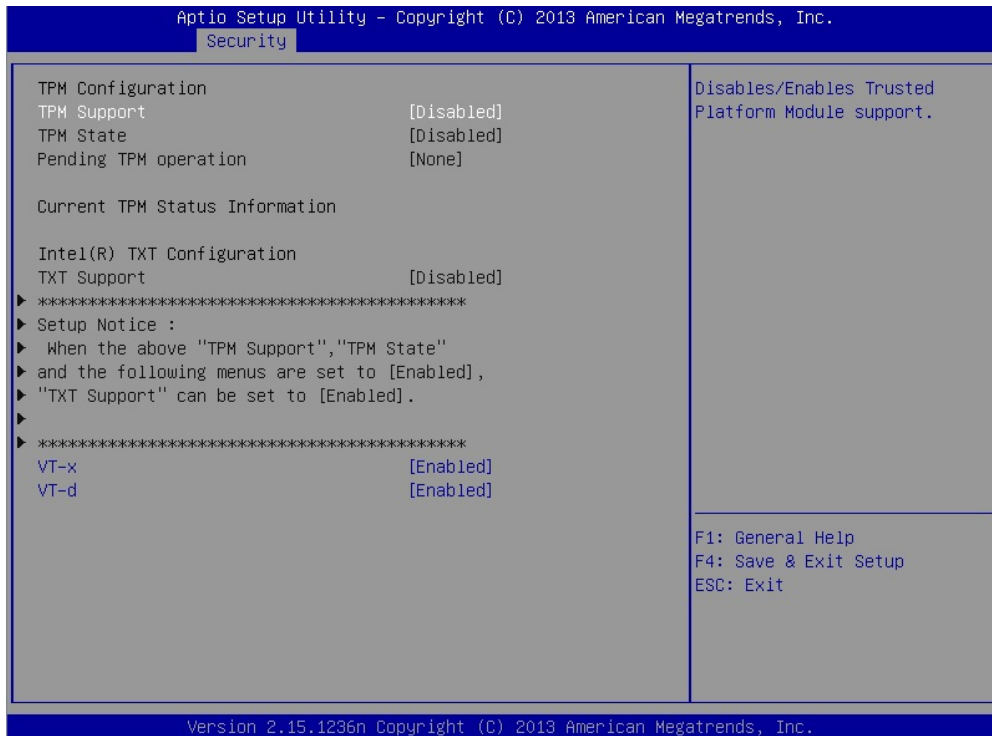 Aptio Setup Utility – Copyright (C) 2013 American Megatrends, Inc.
Security
TPM Configuration
TPM Support [Disabled]
TPM State [Disabled]
Pending TPM operation [None]
Current TPM Status Information
Intel(R) TXT Configuration
TXT Support [Disabled]
*******************************************
Setup Notice :
When the above "TPM Support","TPM State"
and the following menus are set to [Enabled],
"TXT Support" can be set to [Enabled].
*******************************************
VT-x [Enabled]
VT-d [Enabled]
Disables/Enables Trusted
Platform Module support.
F1: General Help
F4: Save & Exit Setup
ESC: Exit
Version 2.15.1236n Copyright (C) 2013 American Megatrends, Inc.